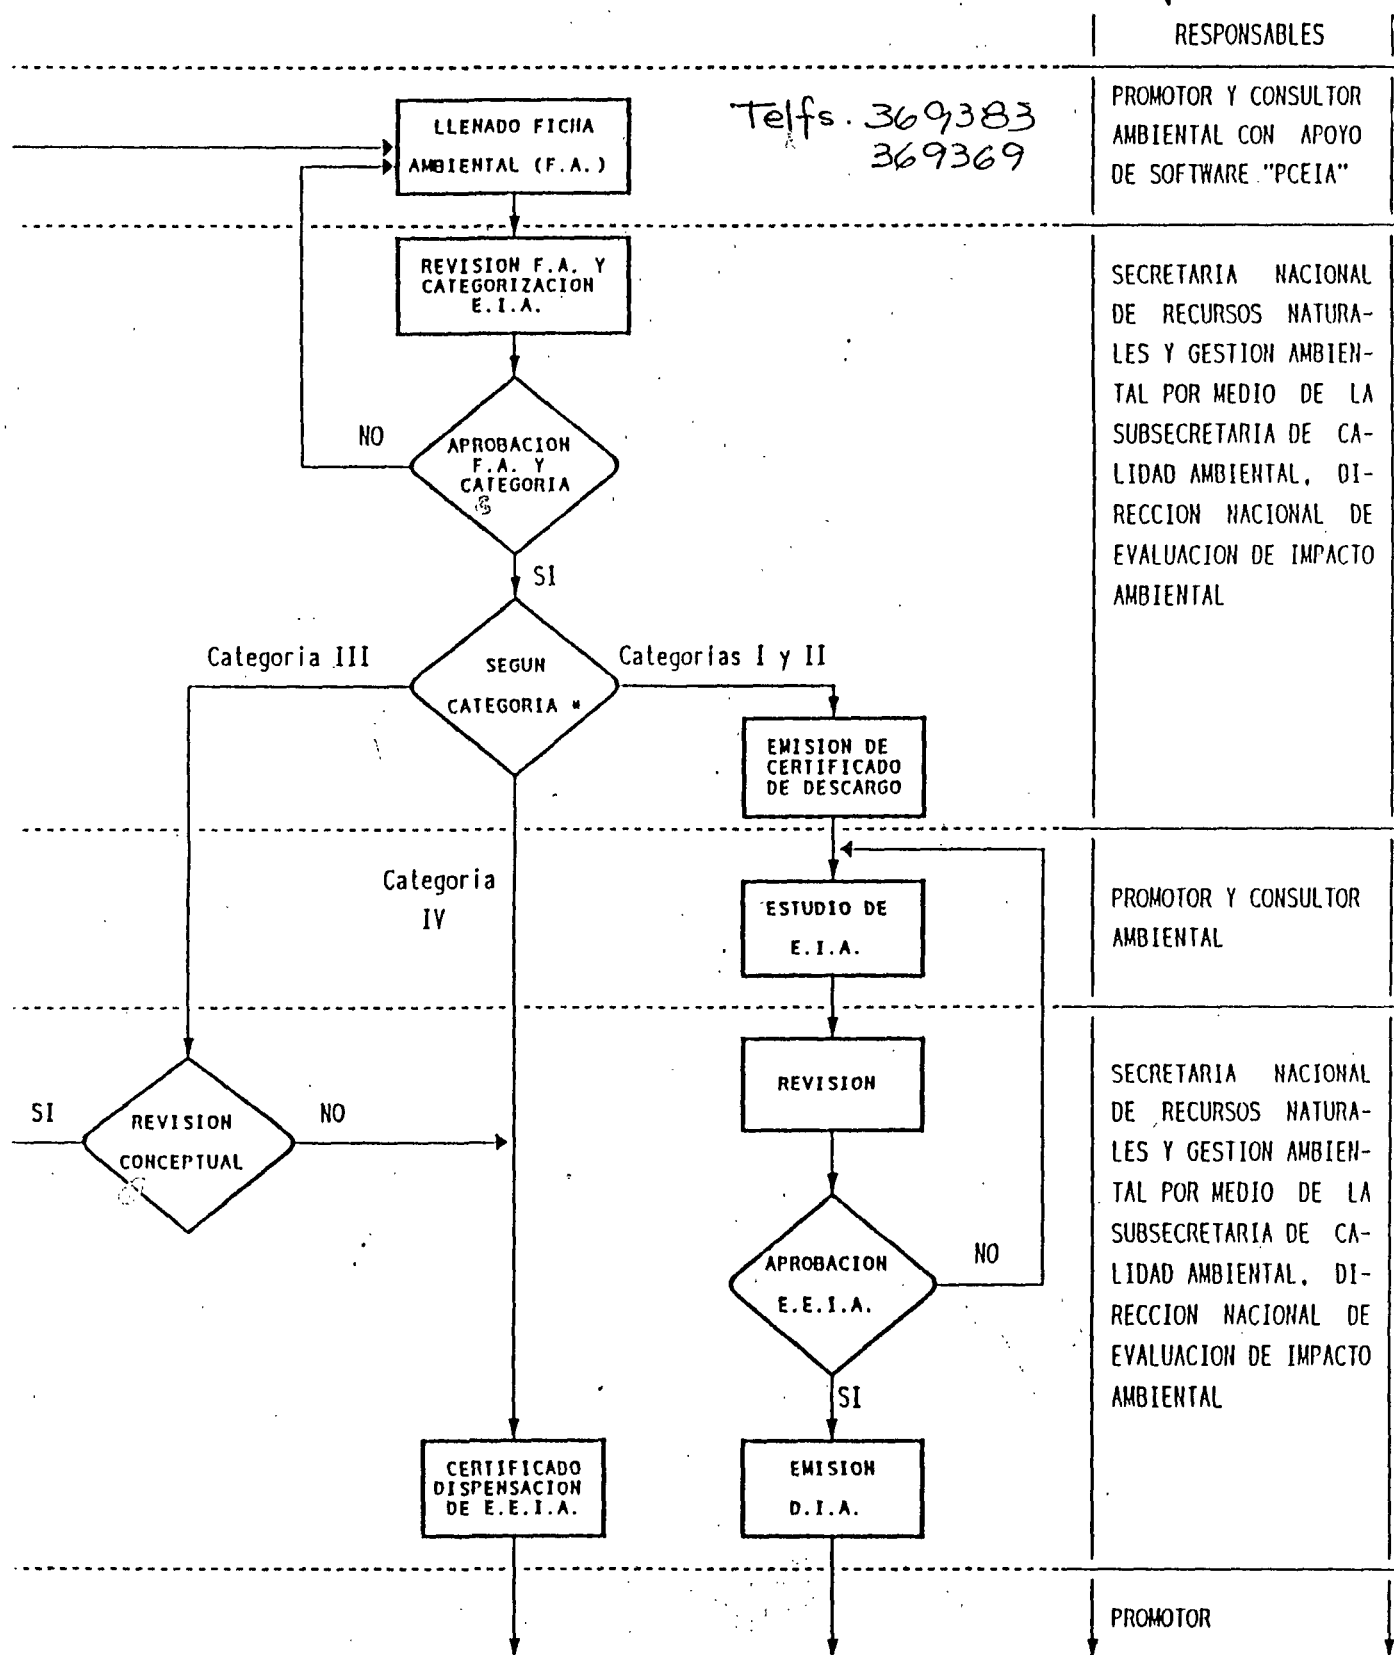 RESPONSABLES
LLENADO FICHA
AMBIENTAL (F.A.)
Telfs. 369383
369369
PROMOTOR Y CONSULTOR
AMBIENTAL CON APOYO
DE SOFTWARE "PCEIA"
REVISION F.A. Y
CATEGORIZACION
E.I.A.
SECRETARIA NACIONAL
DE RECURSOS NATURA-
LES Y GESTION AMBIEN-
TAL POR MEDIO DE LA
SUBSECRETARIA DE CA-
LIDAD AMBIENTAL, DI-
RECCION NACIONAL DE
EVALUACION DE IMPACTO
AMBIENTAL
NO
APROBACION
F.A. Y
CATEGORIA
SI
Categoria III
SEGUN
CATEGORIA *
Categorias I y II
EMISION DE
CERTIFICADO
DE DESCARGO
Categoria
IV
ESTUDIO DE
E.I.A.
PROMOTOR Y CONSULTOR
AMBIENTAL
REVISION
SI
REVISION
CONCEPTUAL
NO
SECRETARIA NACIONAL
DE RECURSOS NATURA-
LES Y GESTION AMBIEN-
TAL POR MEDIO DE LA
SUBSECRETARIA DE CA-
LIDAD AMBIENTAL, DI-
RECCION NACIONAL DE
EVALUACION DE IMPACTO
AMBIENTAL
APROBACION
E.E.I.A.
NO
SI
CERTIFICADO
DISPENSACION
DE E.E.I.A.
EMISION
D.I.A.
PROMOTOR